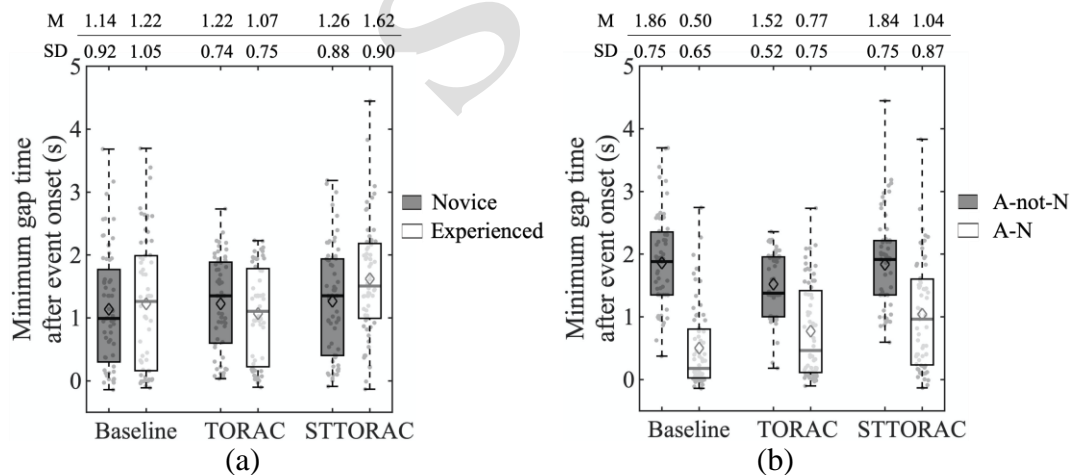 M 1.14 1.22 1.22 1.07 1.26 1.62
SD 0.92 1.05 0.74 0.75 0.88 0.90
Minimum gap time
after event onset (s)
5
4
3
2
1
0
Baseline TORAC STTORAC
Novice
Experienced
(a)
M 1.86 0.50 1.52 0.77 1.84 1.04
SD 0.75 0.65 0.52 0.75 0.75 0.87
Minimum gap time
after event onset (s)
5
4
3
2
1
0
Baseline TORAC STTORAC
A-not-N
A-N
(b)